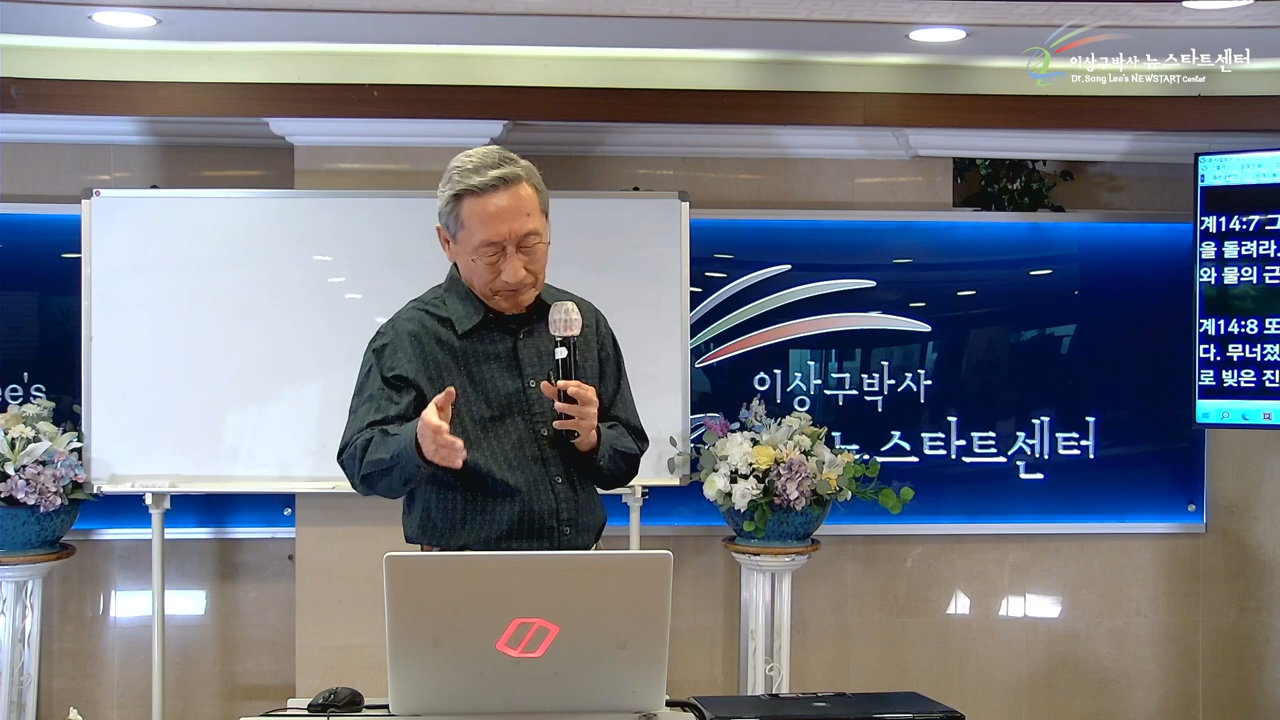 이상구박사 뉴스타트센터
Dr. Sang Lee's NEWSTART Center
계14:7 그
을 돌려라.
와 물의 근
계14:8 또
다. 무너졌
로 빚은 진
이상구박사
뉴스타트센터
ee's